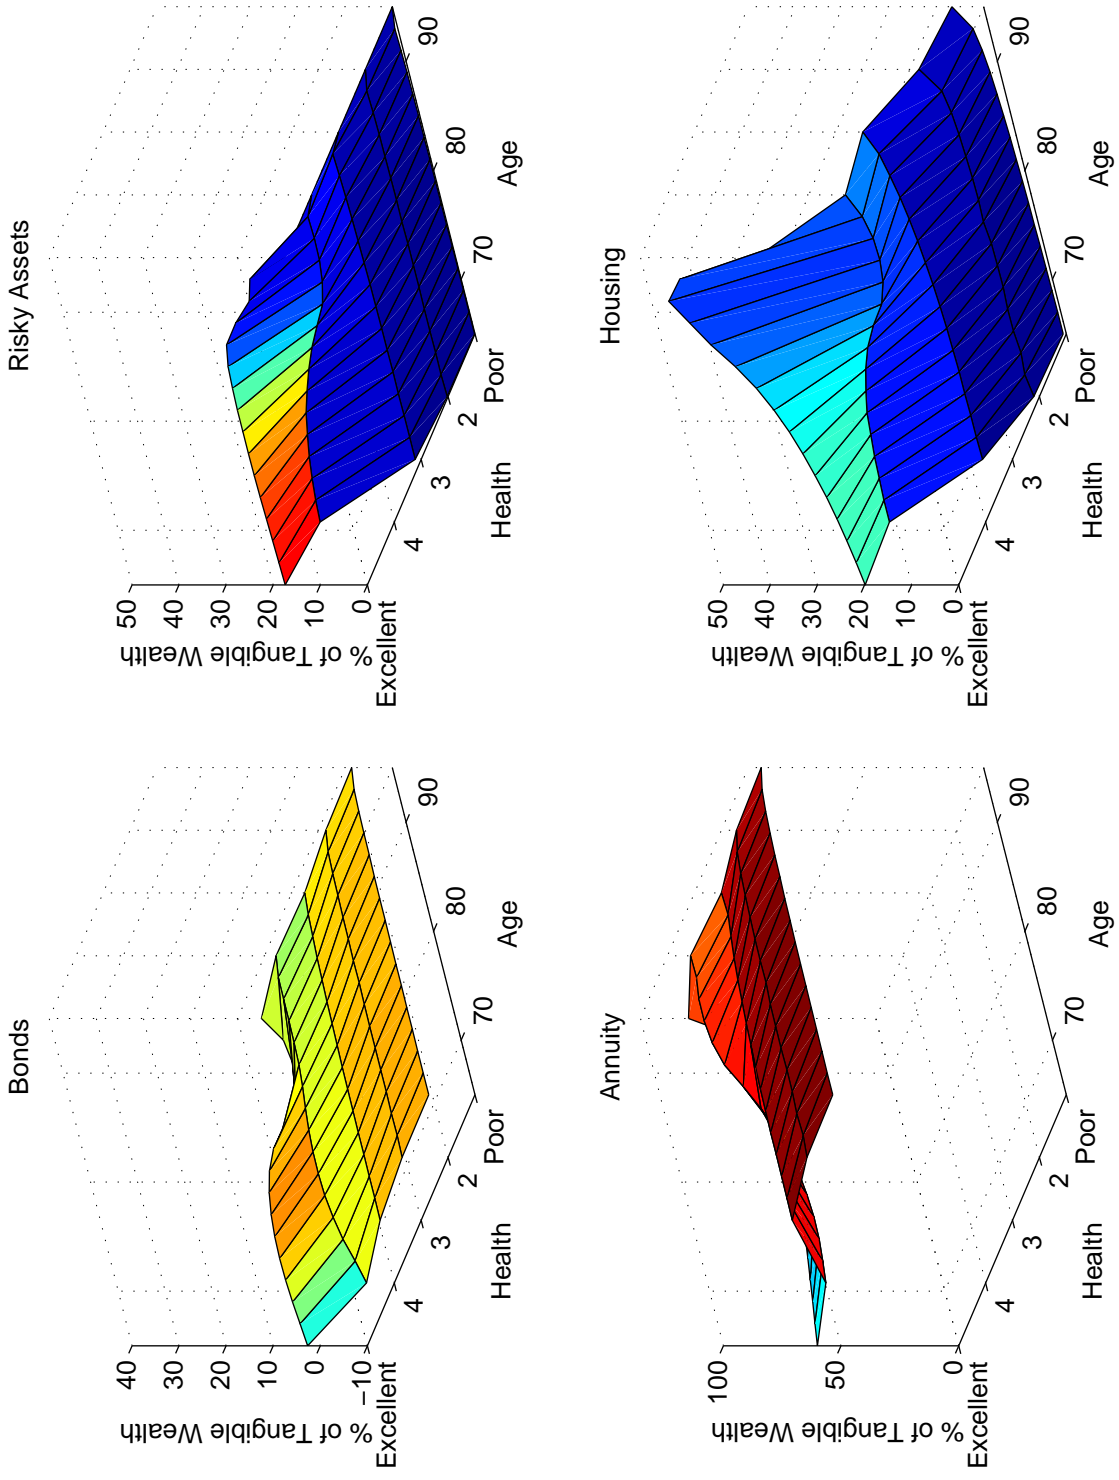 Bonds
40
30
20
10
0
−10
% of Tangible Wealth
Excellent
4
3
2
Poor
Health
70
80
90
Age
Risky Assets
50
40
30
20
10
0
% of Tangible Wealth
Excellent
4
3
2
Poor
Health
70
80
90
Age
Annuity
100
50
0
% of Tangible Wealth
Excellent
4
3
2
Poor
Health
70
80
90
Age
Housing
50
40
30
20
10
0
% of Tangible Wealth
Excellent
4
3
2
Poor
Health
70
80
90
Age